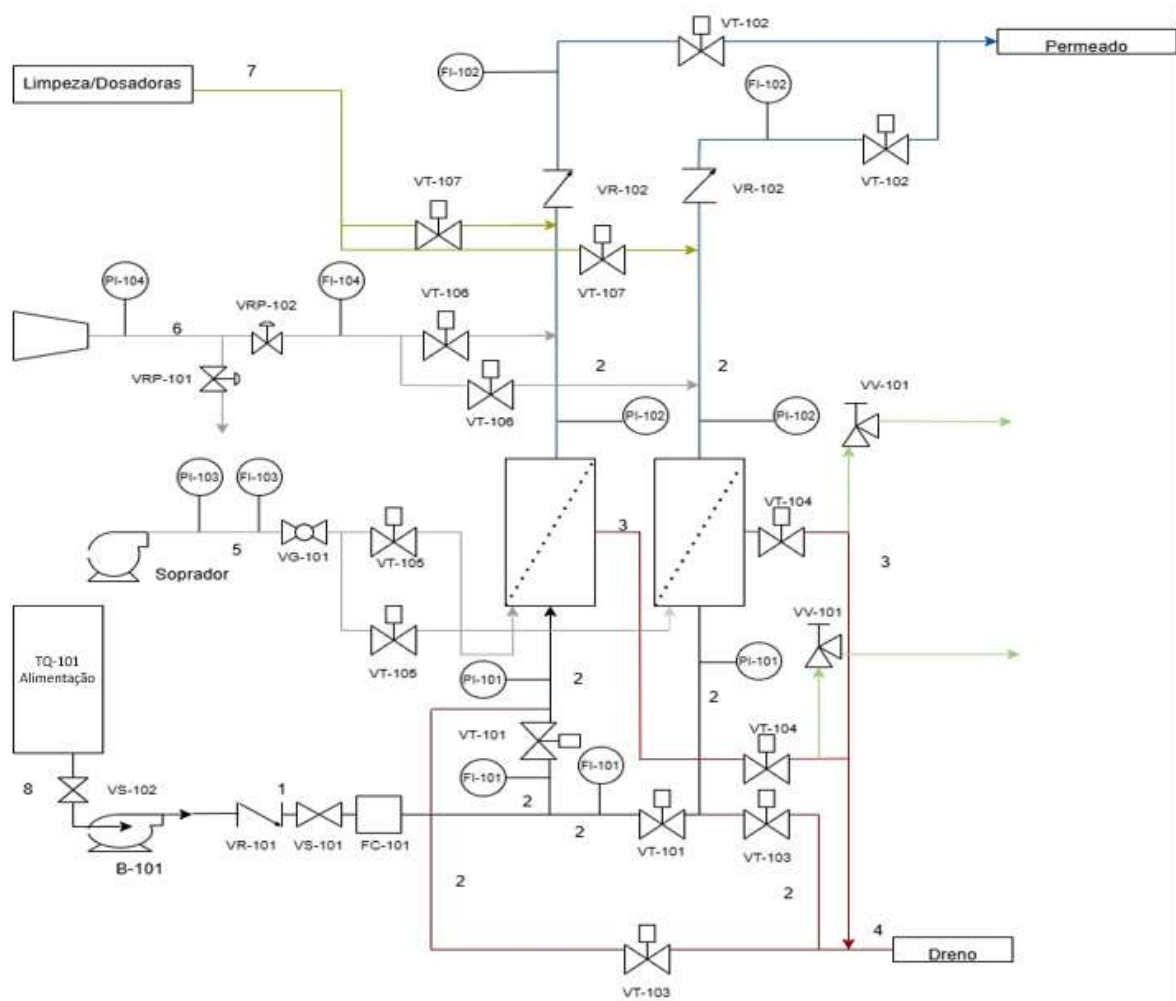 VT-102
Permeado
FI-102
7
Limpeza/Dosadoras
FI-102
VT-102
VT-107
VR-102
VR-102
VT-107
PI-104
FI-104
VRP-102
VT-106
6
VRP-101
2
2
VT-106
PI-102
PI-102
VV-101
PI-103
FI-103
VT-104
3
3
5
VG-101
VT-105
Soprador
VV-101
TQ-101
Alimentação
VT-105
PI-101
2
PI-101
2
VT-101
VT-104
FI-101
FI-101
8
VS-102
1
2
2
B-101
VR-101
VS-101
FC-101
VT-101
VT-103
2
2
4
Dreno
VT-103